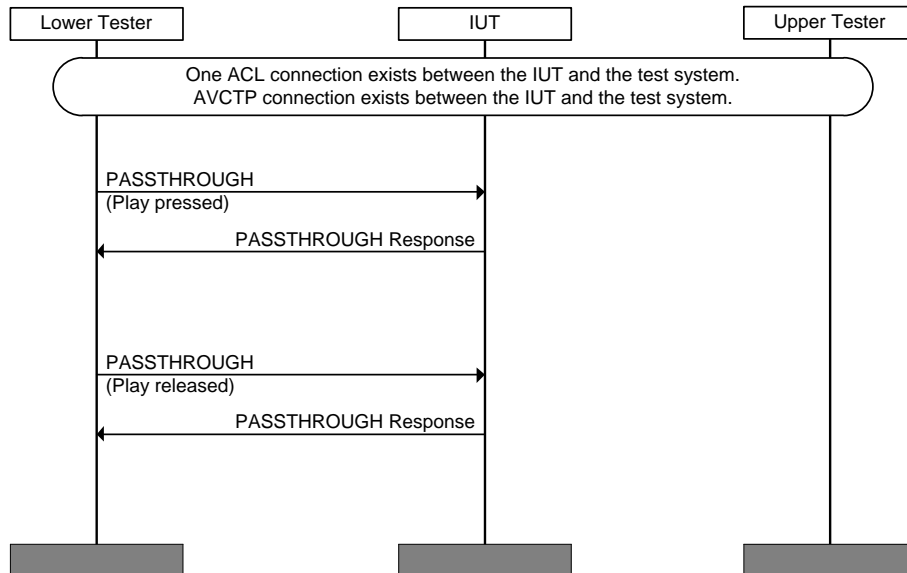 Lower Tester
IUT
Upper Tester
One ACL connection exists between the IUT and the test system.
AVCTP connection exists between the IUT and the test system.
PASSTHROUGH
(Play pressed)
PASSTHROUGH Response
PASSTHROUGH
(Play released)
PASSTHROUGH Response